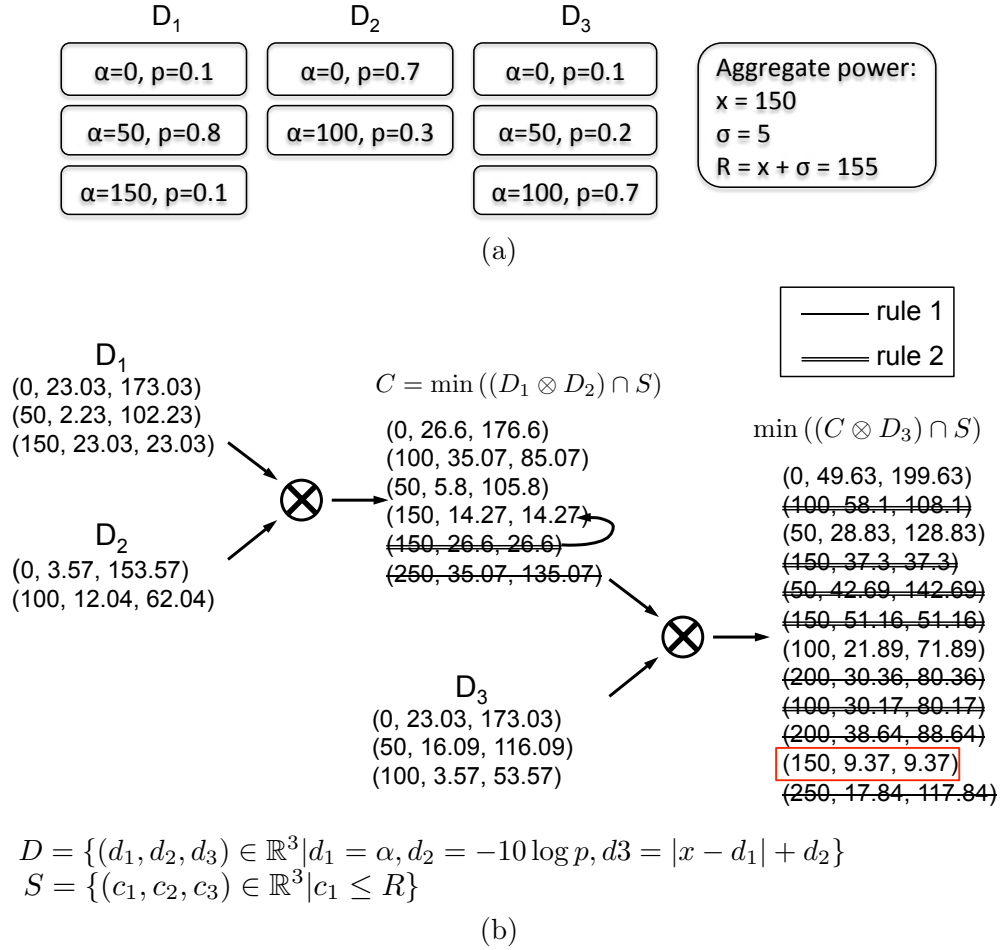 D₁ D₂ D₃
α=0, p=0.1 α=0, p=0.7 α=0, p=0.1
α=50, p=0.8 α=100, p=0.3 α=50, p=0.2
α=150, p=0.1 α=100, p=0.7
Aggregate power:
x = 150
σ = 5
R = x + σ = 155
(a)
rule 1
rule 2
D₁
(0, 23.03, 173.03)
(50, 2.23, 102.23)
(150, 23.03, 23.03)
D₂
(0, 3.57, 153.57)
(100, 12.04, 62.04)
C = min ((D₁ ⊗ D₂) ∩ S)
(0, 26.6, 176.6)
(100, 35.07, 85.07)
(50, 5.8, 105.8)
(150, 14.27, 14.27)
(150, 26.6, 26.6)
(250, 35.07, 135.07)
D₃
(0, 23.03, 173.03)
(50, 16.09, 116.09)
(100, 3.57, 53.57)
min ((C ⊗ D₃) ∩ S)
(0, 49.63, 199.63)
(100, 58.1, 108.1)
(50, 28.83, 128.83)
(150, 37.3, 37.3)
(50, 42.69, 142.69)
(150, 51.16, 51.16)
(100, 21.89, 71.89)
(200, 30.36, 80.36)
(100, 30.17, 80.17)
(200, 38.64, 88.64)
(150, 9.37, 9.37)
(250, 17.84, 117.84)
D = {(d₁, d₂, d₃) ∈ ℝ³|d₁ = α, d₂ = −10 log p, d3 = |x − d₁| + d₂}
S = {(c₁, c₂, c₃) ∈ ℝ³|c₁ ≤ R}
(b)